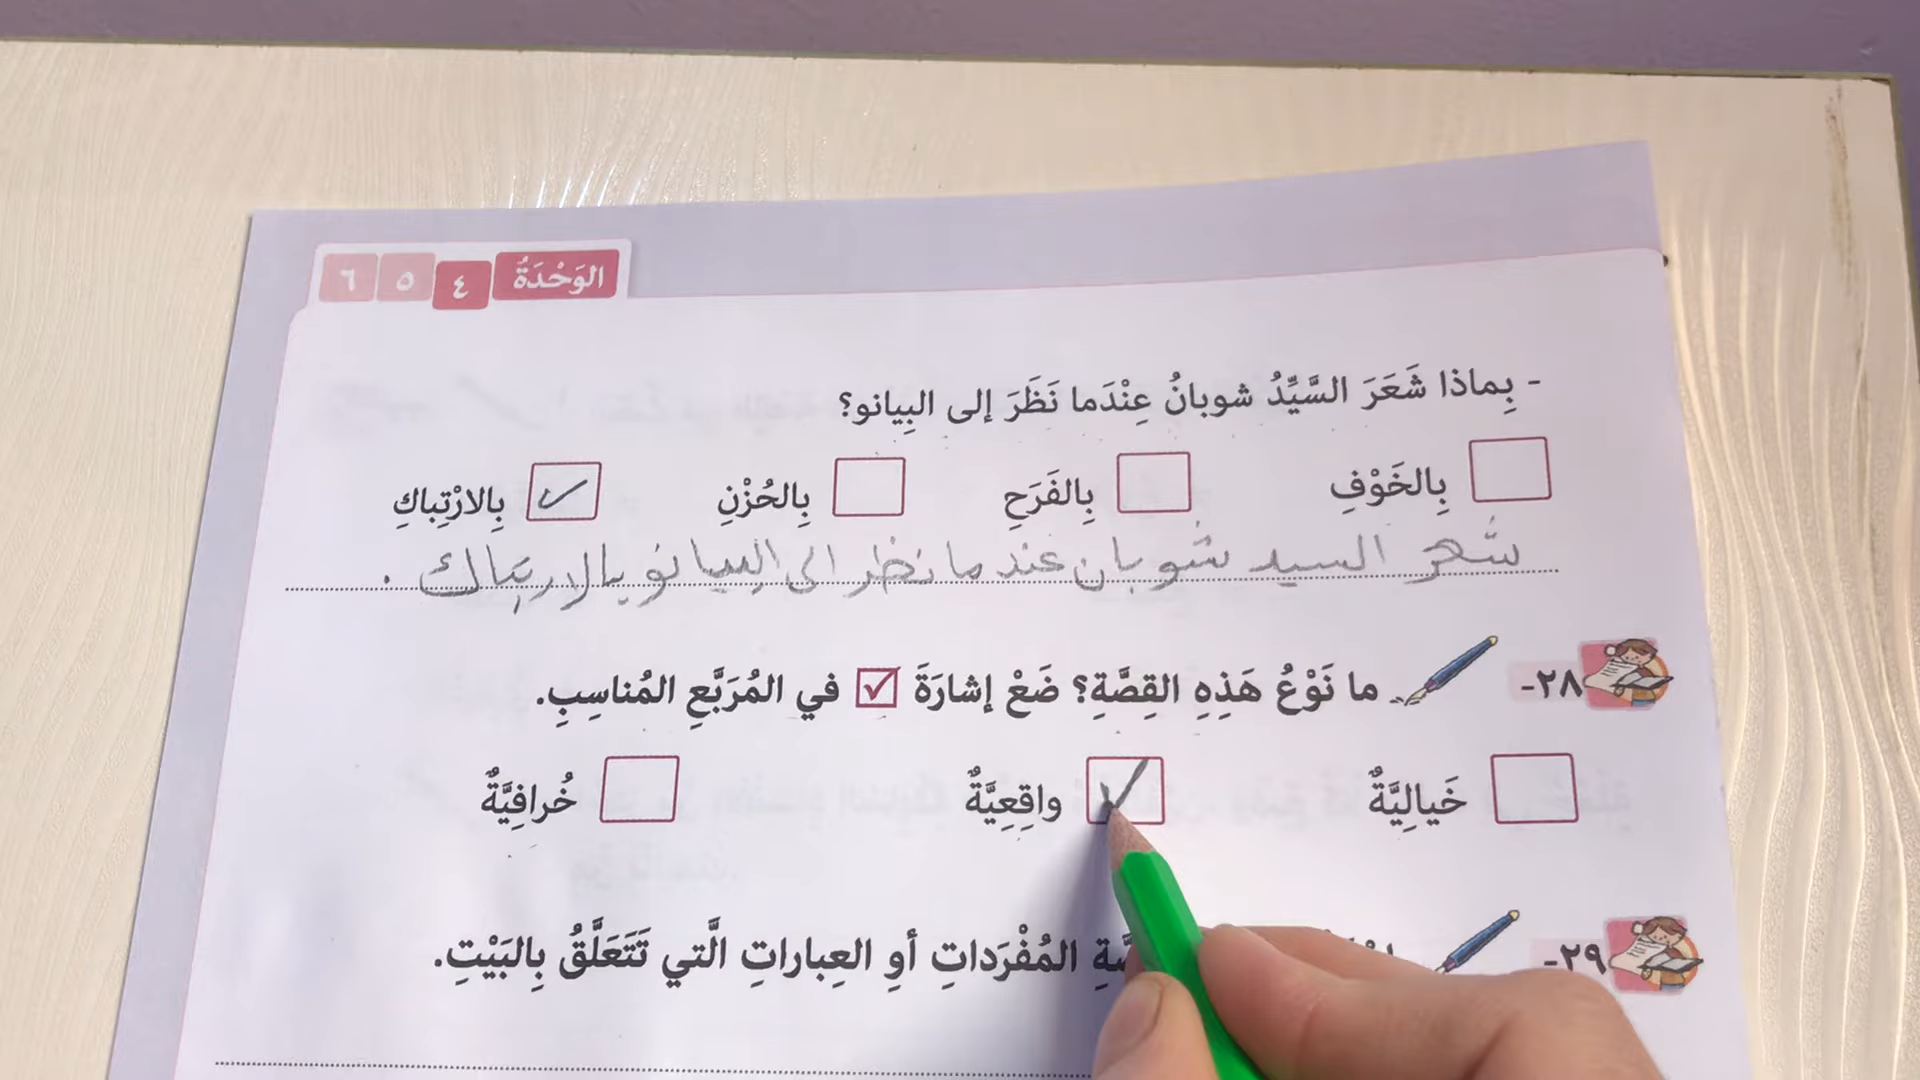 الوَحْدَةُ ٤ ٥ ٦
- بِماذا شَعَرَ السَّيِّدُ شوبانُ عِنْدَما نَظَرَ إلى البِيانو؟
بِالخَوْفِ بِالفَرَحِ بِالحُزْنِ بِالارْتِباكِ
شعر السيد شوبان عندما نظر الى البيانو بالارتباك .
٢٨- ما نَوْعُ هَذِهِ القِصَّةِ؟ ضَعْ إشارَةَ ✓ في المُرَبَّعِ المُناسِبِ.
خَيالِيَّةٌ واقِعِيَّةٌ خُرافِيَّةٌ
٢٩- المُفْرَداتِ أوِ العِباراتِ الَّتي تَتَعَلَّقُ بِالبَيْتِ.